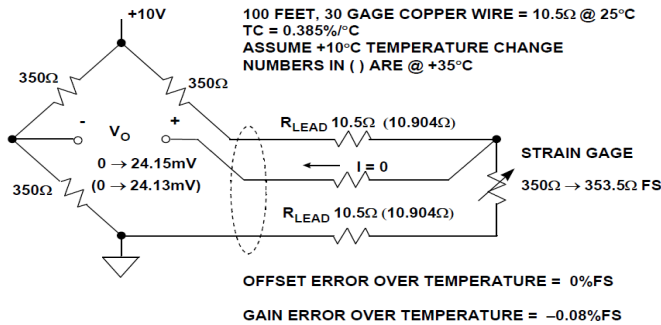 +10V
100 FEET, 30 GAGE COPPER WIRE = 10.5Ω @ 25°C
TC = 0.385%/°C
ASSUME +10°C TEMPERATURE CHANGE
NUMBERS IN ( ) ARE @ +35°C
350Ω
350Ω
R_LEAD 10.5Ω (10.904Ω)
- V_O +
0 → 24.15mV
(0 → 24.13mV)
I = 0
STRAIN GAGE
350Ω → 353.5Ω FS
350Ω
R_LEAD 10.5Ω (10.904Ω)
OFFSET ERROR OVER TEMPERATURE = 0%FS
GAIN ERROR OVER TEMPERATURE = –0.08%FS